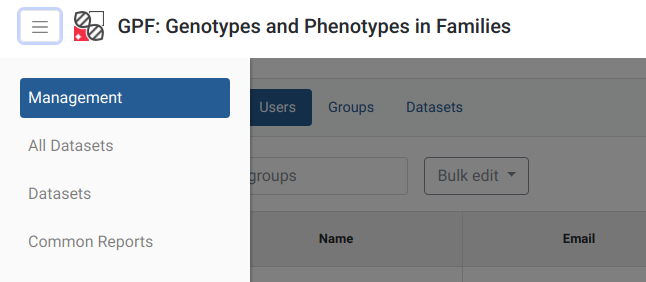 GPF: Genotypes and Phenotypes in Families
Management
Users Groups Datasets
All Datasets
groups Bulk edit
Datasets
Common Reports
Name Email